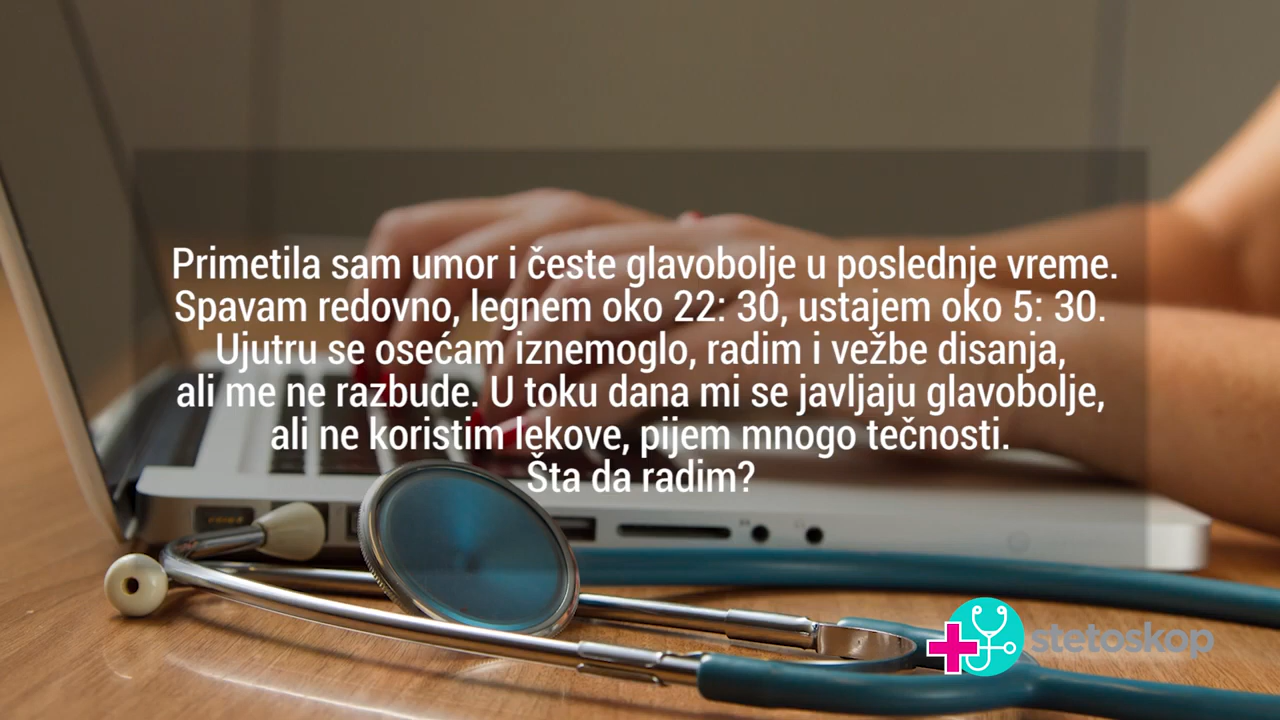 Primetila sam umor i česte glavobolje u poslednje vreme.
Spavam redovno, legnem oko 22: 30, ustajem oko 5: 30.
Ujutru se osećam iznemoglo, radim i vežbe disanja,
ali me ne razbude. U toku dana mi se javljaju glavobolje,
ali ne koristim lekove, pijem mnogo tečnosti.
Šta da radim?
stetoskop